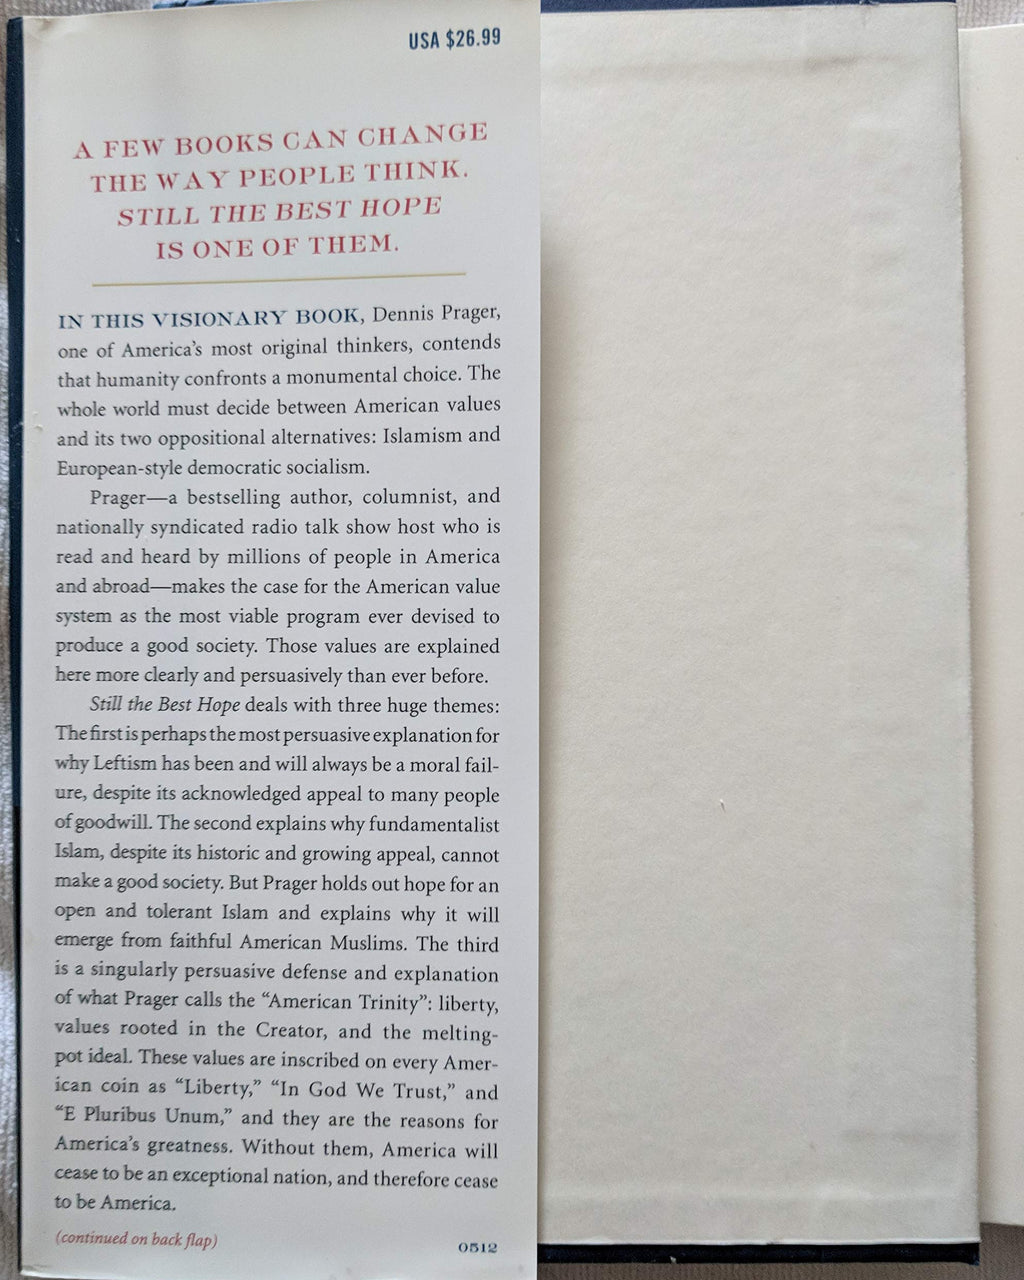 USA $26.99
A FEW BOOKS CAN CHANGE
THE WAY PEOPLE THINK.
STILL THE BEST HOPE
IS ONE OF THEM.
IN THIS VISIONARY BOOK, Dennis Prager,
one of America's most original thinkers, contends
that humanity confronts a monumental choice. The
whole world must decide between American values
and its two oppositional alternatives: Islamism and
European-style democratic socialism.
Prager—a bestselling author, columnist, and
nationally syndicated radio talk show host who is
read and heard by millions of people in America
and abroad—makes the case for the American value
system as the most viable program ever devised to
produce a good society. Those values are explained
here more clearly and persuasively than ever before.
Still the Best Hope deals with three huge themes:
The first is perhaps the most persuasive explanation for
why Leftism has been and will always be a moral fail-
ure, despite its acknowledged appeal to many people
of goodwill. The second explains why fundamentalist
Islam, despite its historic and growing appeal, cannot
make a good society. But Prager holds out hope for an
open and tolerant Islam and explains why it will
emerge from faithful American Muslims. The third
is a singularly persuasive defense and explanation
of what Prager calls the “American Trinity”: liberty,
values rooted in the Creator, and the melting-
pot ideal. These values are inscribed on every Amer-
ican coin as “Liberty,” “In God We Trust,” and
“E Pluribus Unum,” and they are the reasons for
America's greatness. Without them, America will
cease to be an exceptional nation, and therefore cease
to be America.
(continued on back flap)
0512